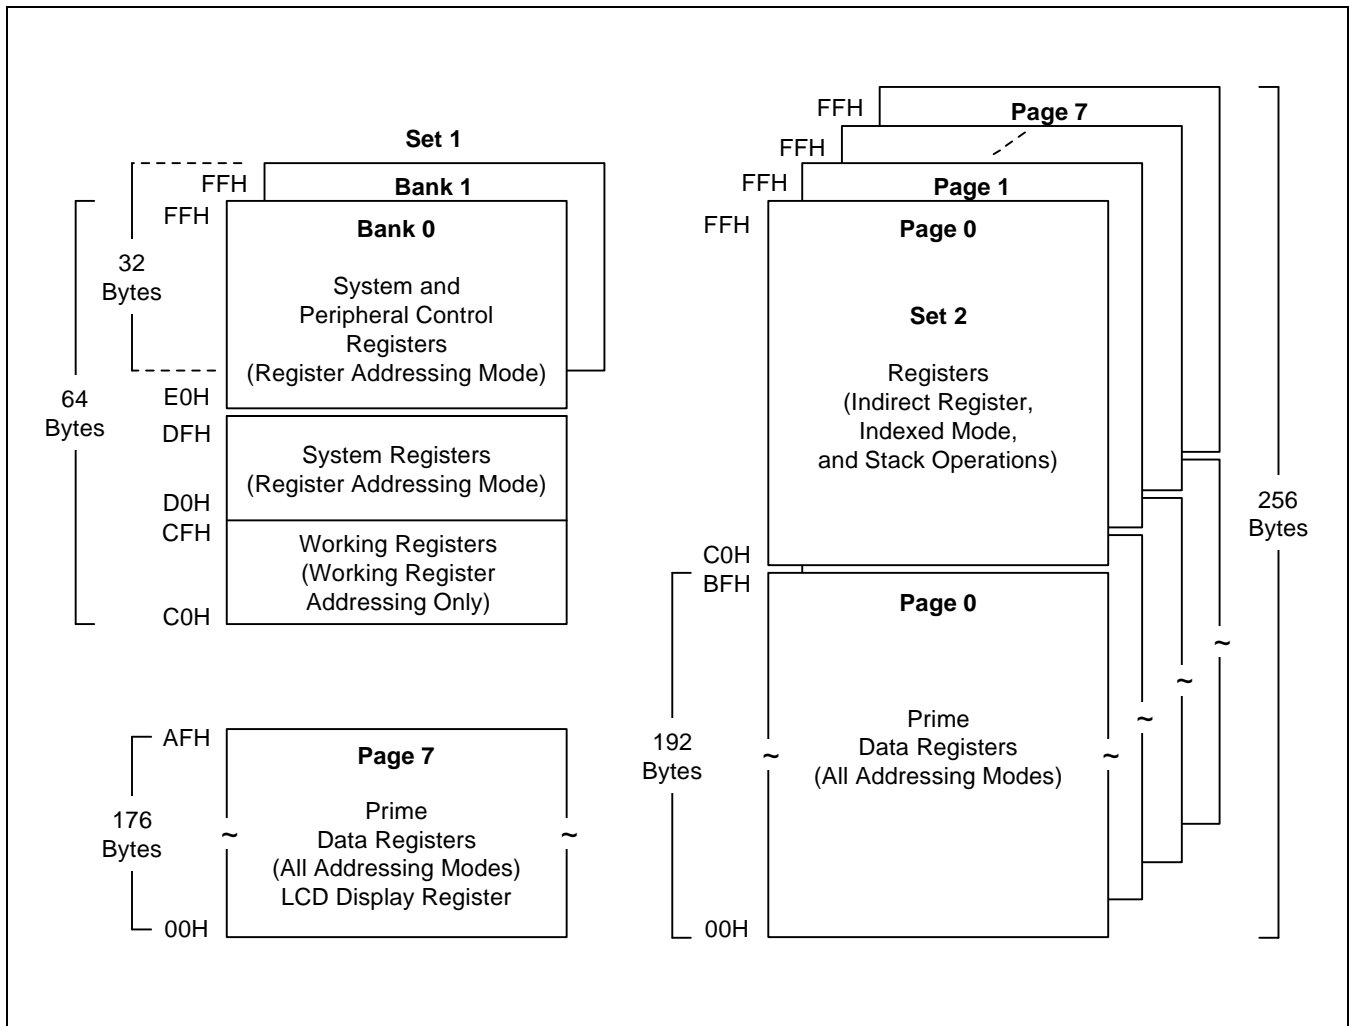 Set 1
FFH
Bank 1
FFH
Bank 0
32
Bytes
System and
Peripheral Control
Registers
(Register Addressing Mode)
E0H
64
Bytes
DFH
System Registers
(Register Addressing Mode)
D0H
CFH
Working Registers
(Working Register
Addressing Only)
C0H
AFH
Page 7
176
Bytes
Prime
Data Registers
(All Addressing Modes)
LCD Display Register
~
~
00H
FFH
Page 7
FFH
FFH
Page 1
FFH
Page 0
Set 2
Registers
(Indirect Register,
Indexed Mode,
and Stack Operations)
C0H
256
Bytes
BFH
Page 0
192
Bytes
Prime
Data Registers
(All Addressing Modes)
~
~
~
~
~
00H